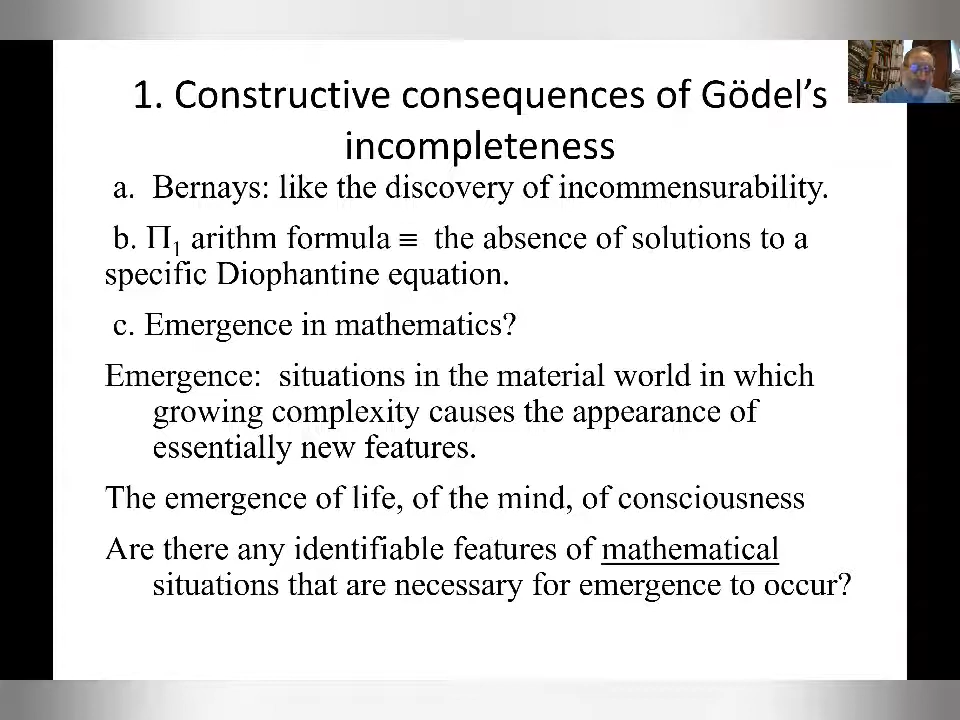 1. Constructive consequences of Gödel’s
incompleteness
a. Bernays: like the discovery of incommensurability.
b. Π₁ arithm formula ≡ the absence of solutions to a
specific Diophantine equation.
c. Emergence in mathematics?
Emergence: situations in the material world in which
growing complexity causes the appearance of
essentially new features.
The emergence of life, of the mind, of consciousness
Are there any identifiable features of mathematical
situations that are necessary for emergence to occur?